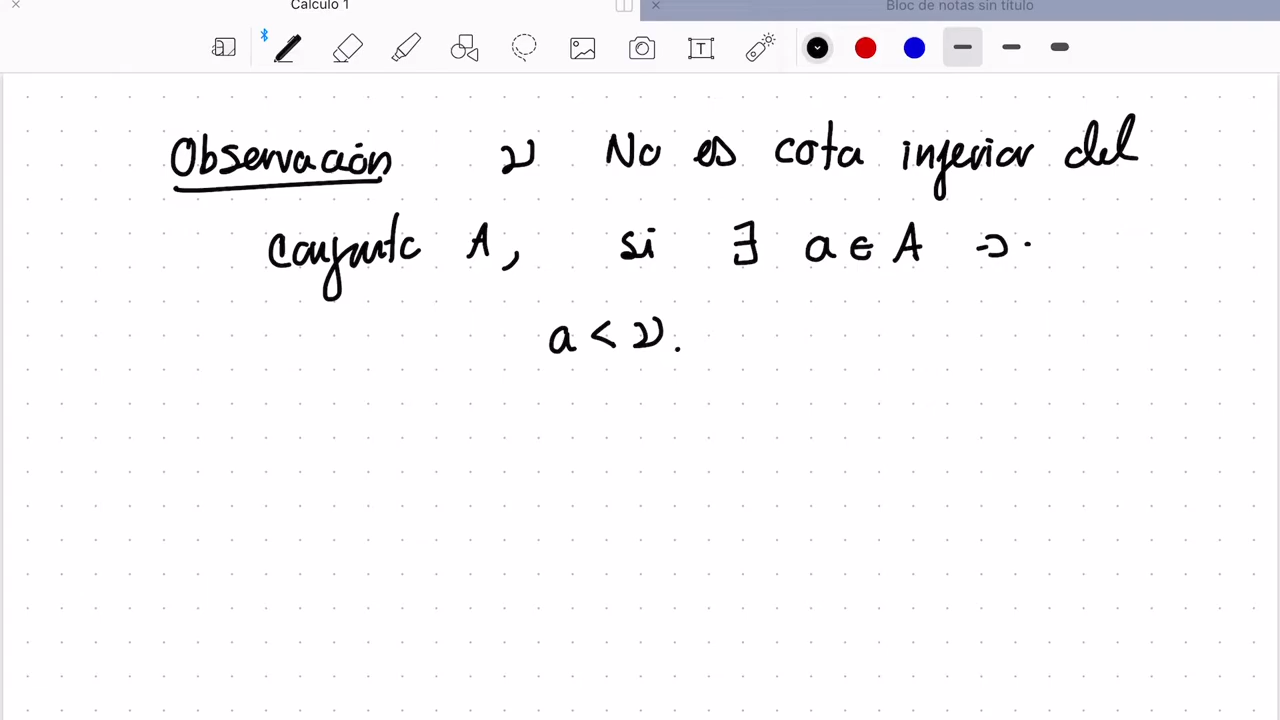 Calculo 1
Bloc de notas sin título
Observación ν No es cota inferior del
conjunto A, si ∃ a ∈ A ⇒.
a < ν.